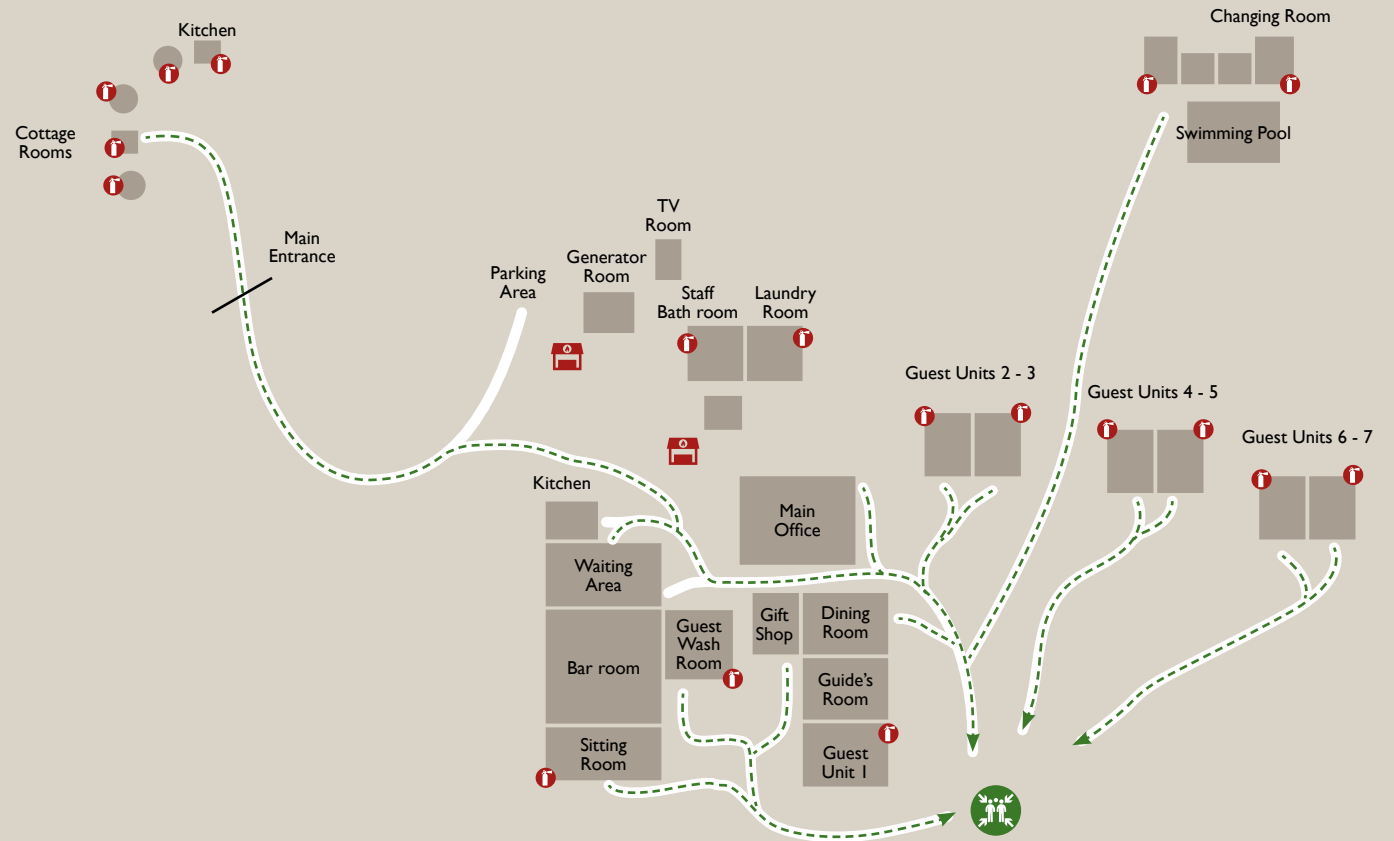 Kitchen
Changing Room
Cottage
Rooms
Swimming Pool
Main
Entrance
TV
Room
Generator
Room
Parking
Area
Staff
Bath room
Laundry
Room
Guest Units 2 - 3
Guest Units 4 - 5
Guest Units 6 - 7
Kitchen
Main
Office
Waiting
Area
Guest
Wash
Room
Gift
Shop
Dining
Room
Bar room
Guide's
Room
Sitting
Room
Guest
Unit 1